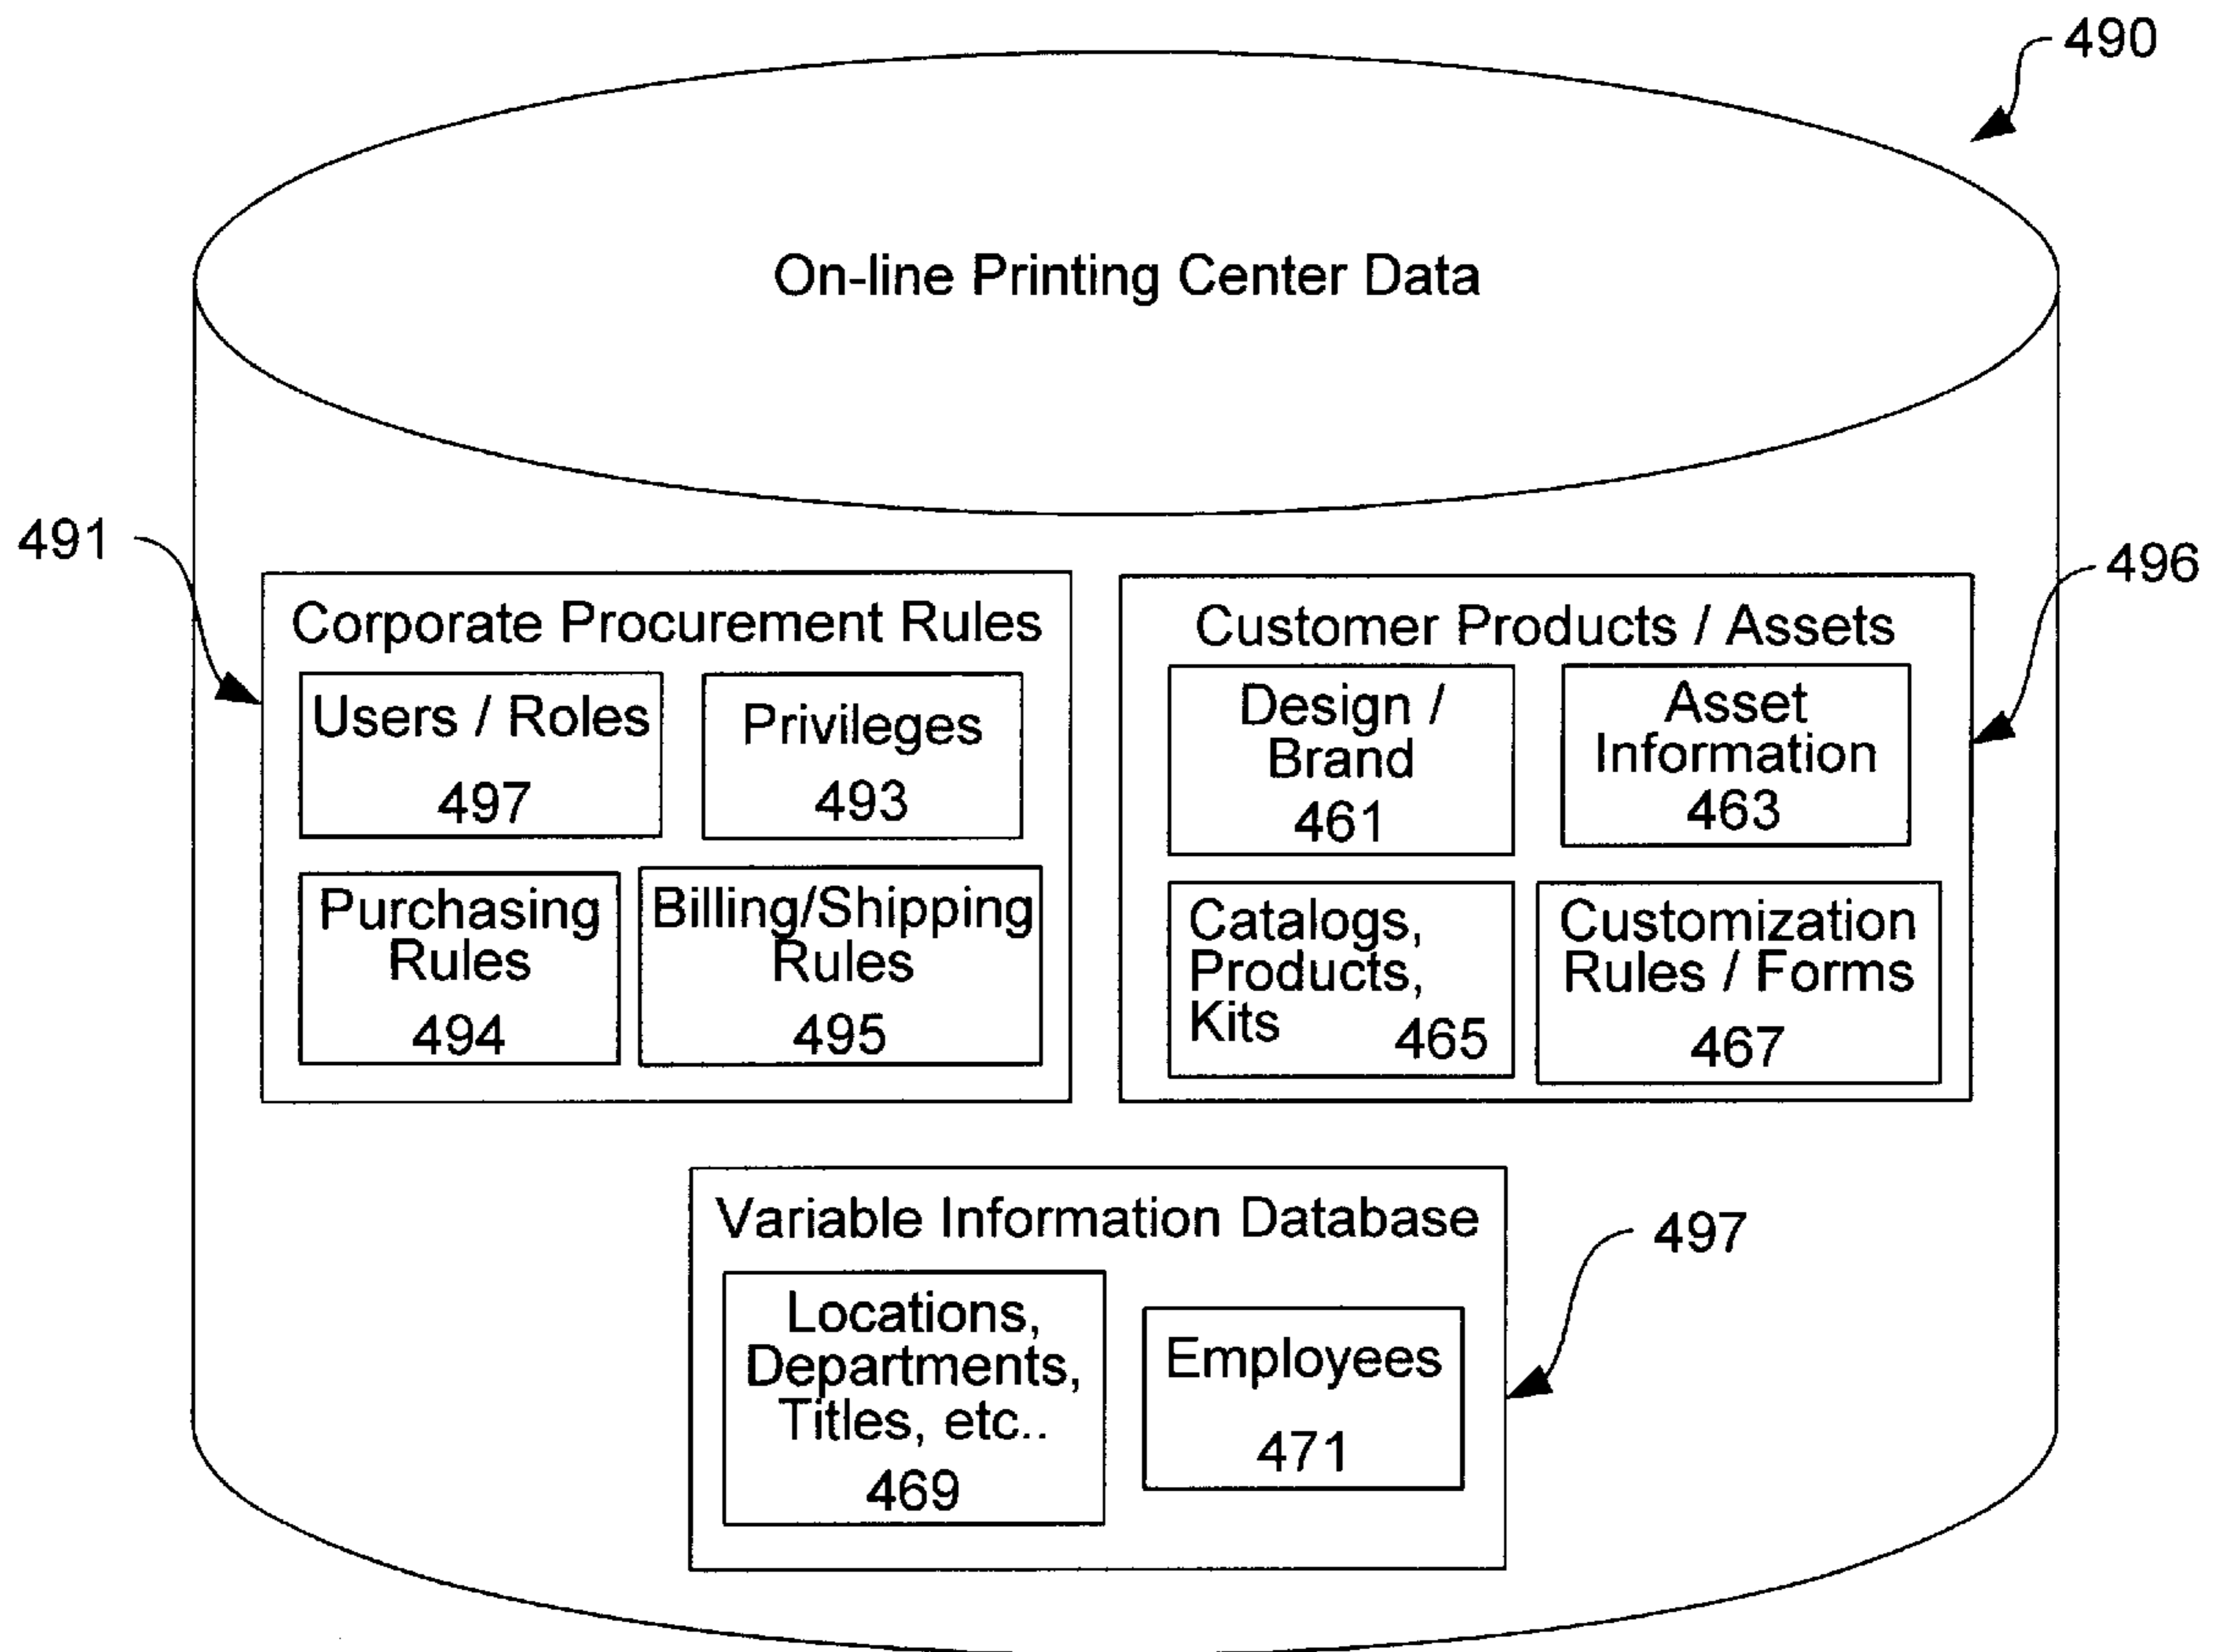 490
On-line Printing Center Data
491
496
Corporate Procurement Rules
Users / Roles
497
Privileges
493
Purchasing
Rules
494
Billing/Shipping
Rules
495
Customer Products / Assets
Design /
Brand
461
Asset
Information
463
Catalogs,
Products,
Kits
465
Customization
Rules / Forms
467
Variable Information Database
497
Locations,
Departments,
Titles, etc..
469
Employees
471